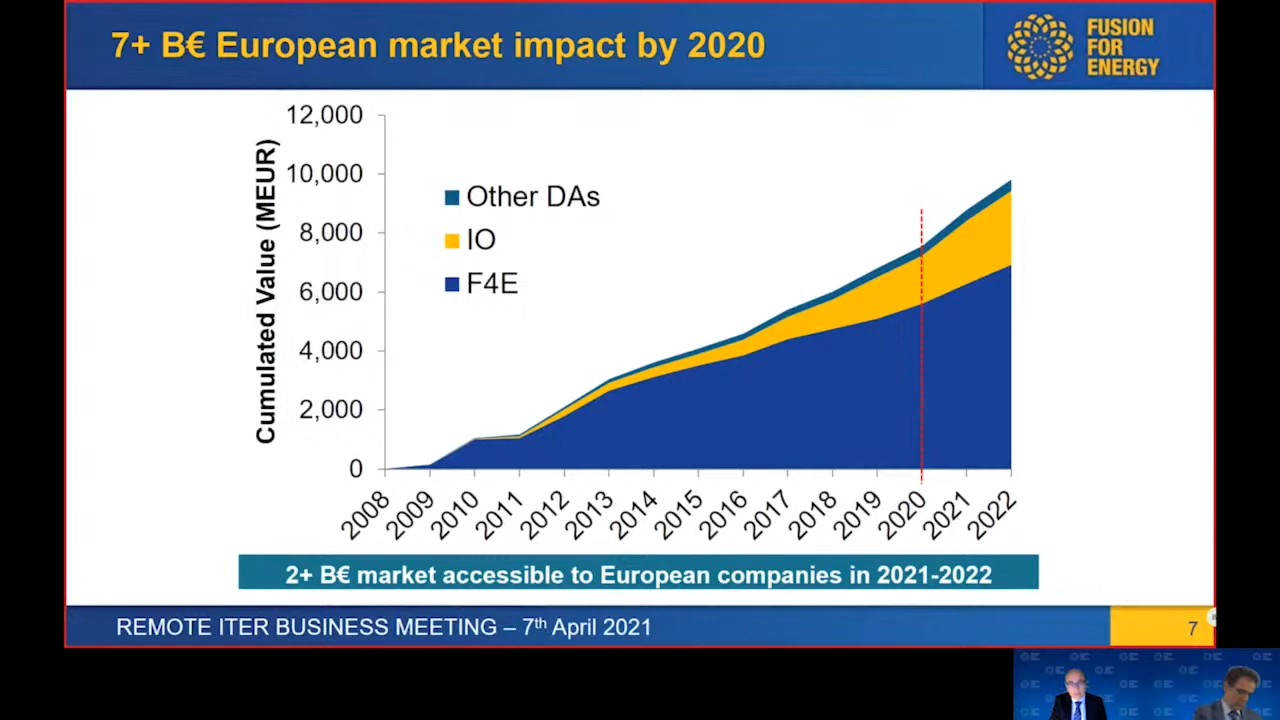 7+ B€ European market impact by 2020
FUSION
FOR
ENERGY
Cumulated Value (MEUR)
12,000
10,000
8,000
6,000
4,000
2,000
0
Other DAs
IO
F4E
2008
2009
2010
2011
2012
2013
2014
2015
2016
2017
2018
2019
2020
2021
2022
2+ B€ market accessible to European companies in 2021-2022
REMOTE ITER BUSINESS MEETING – 7th April 2021
7